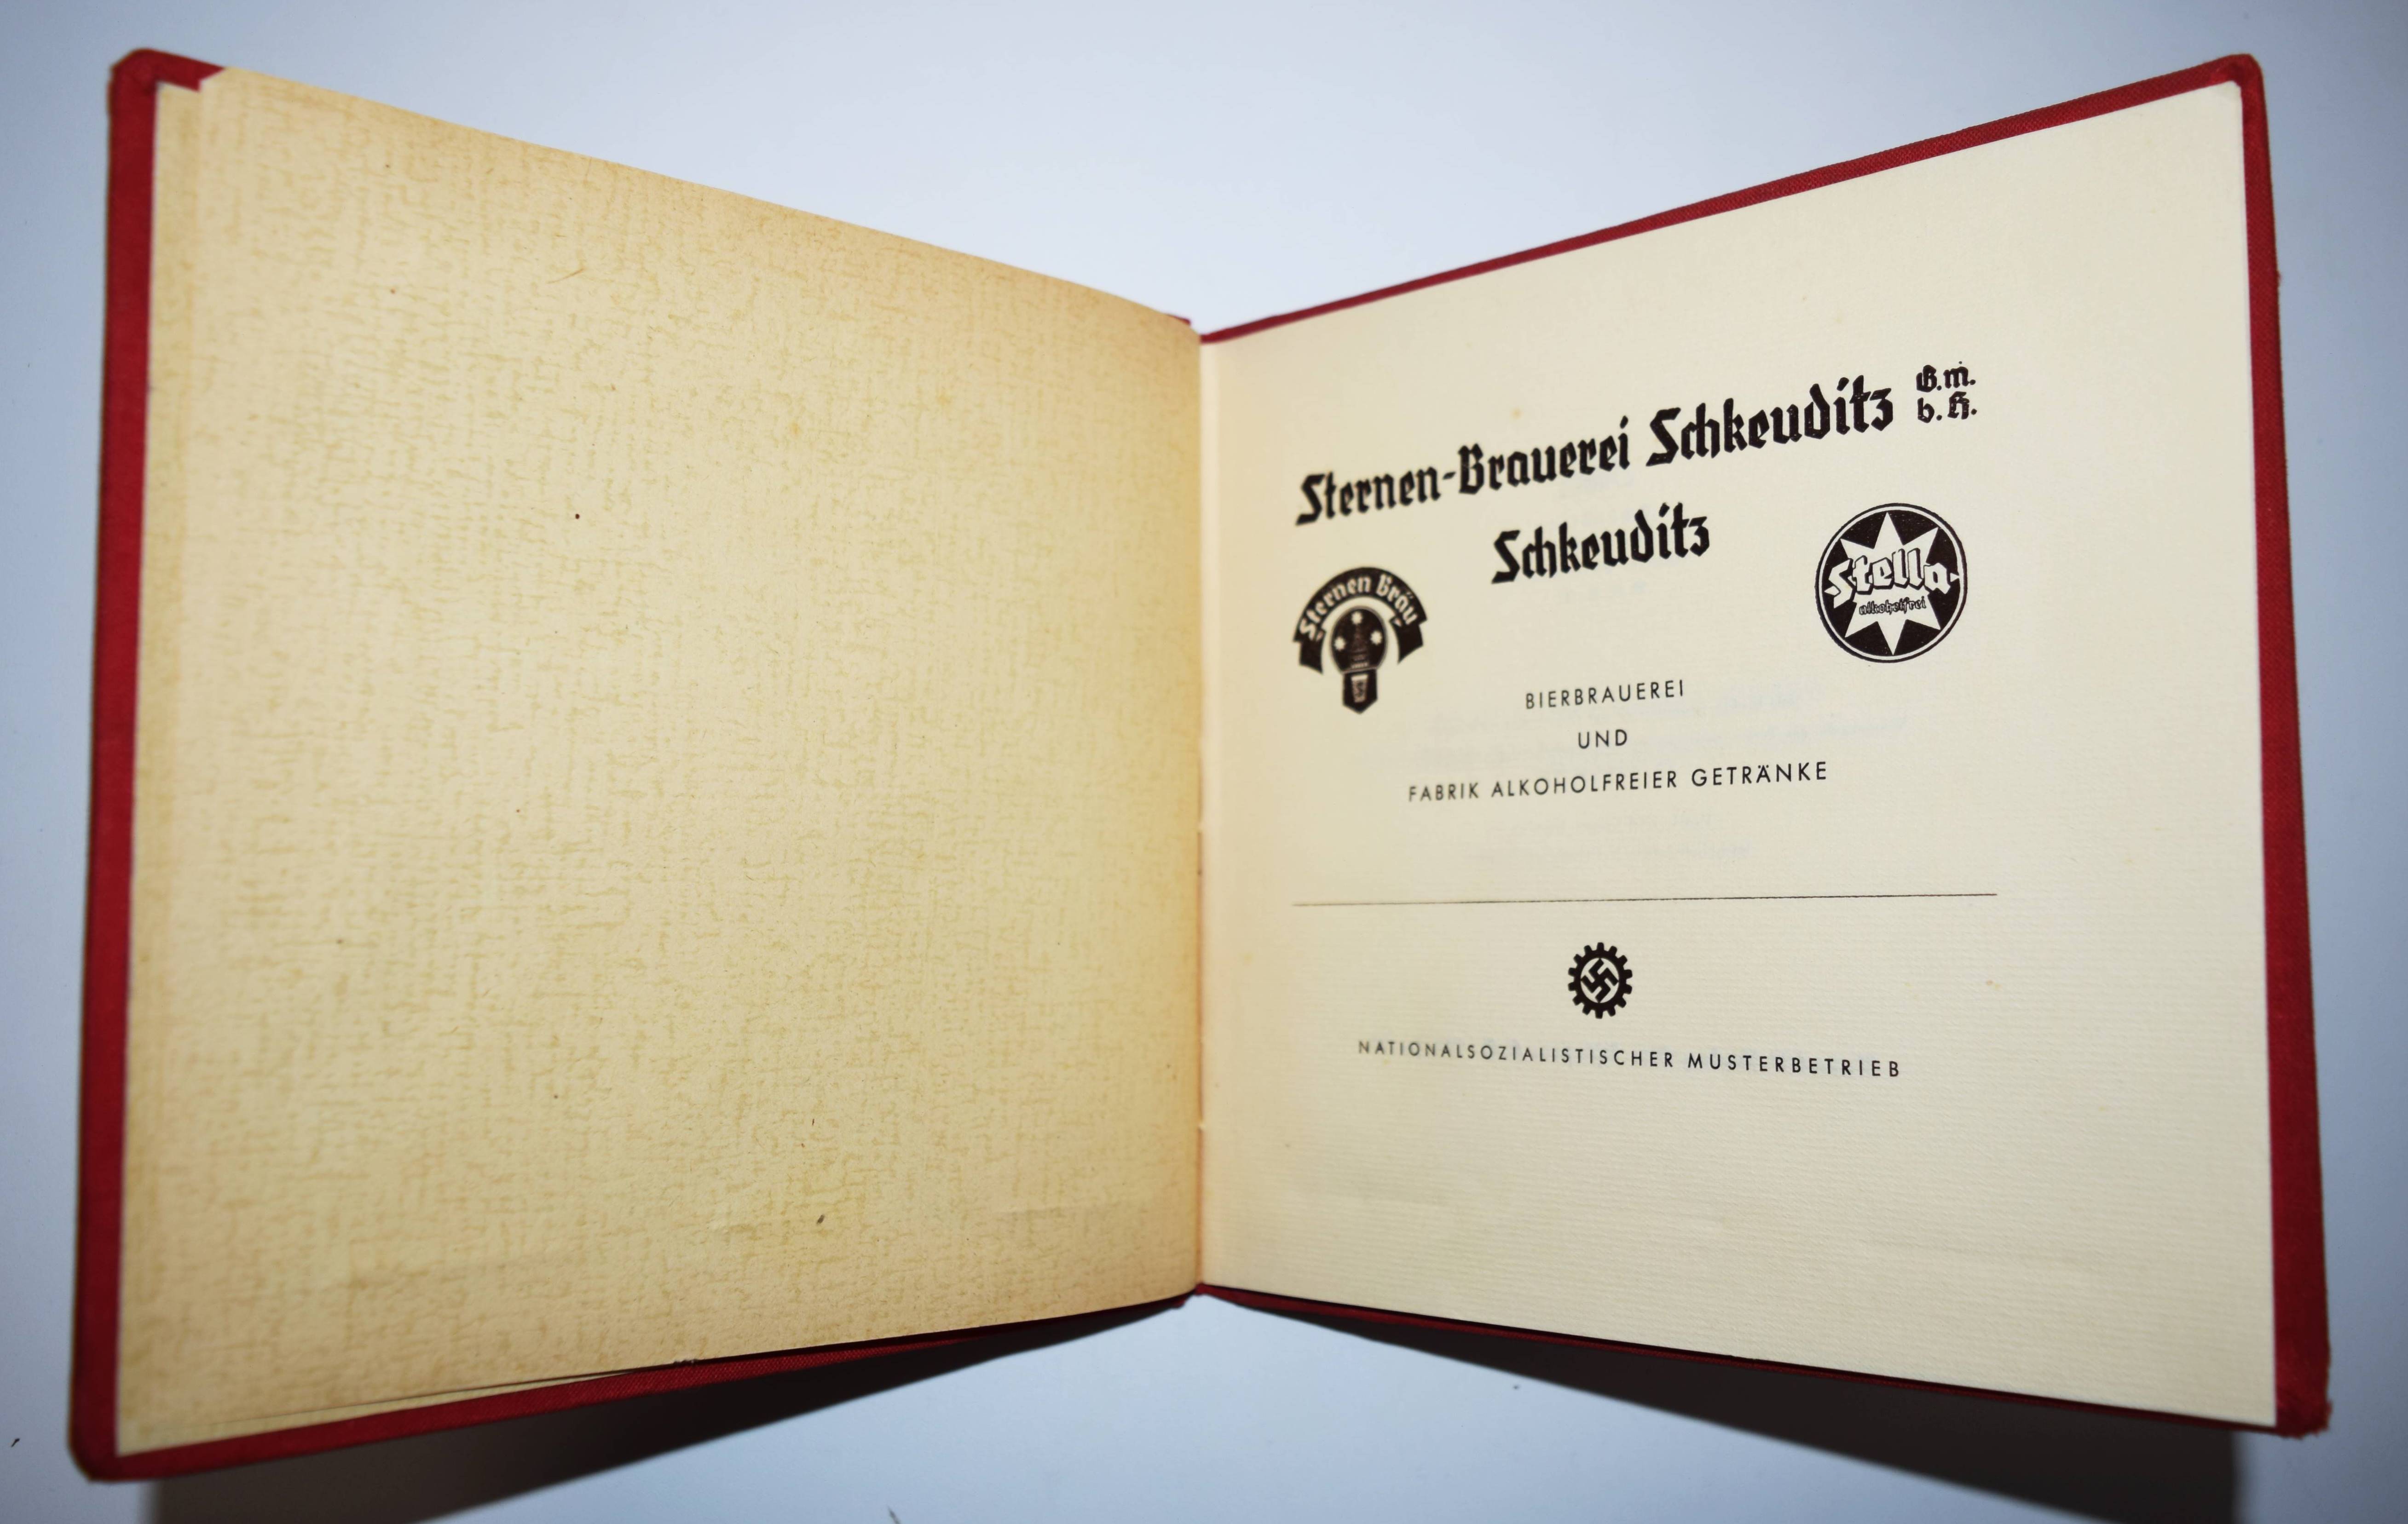 Sternen-Brauerei Schkeuditz G.m.
b.H.
Schkeuditz
Sternen Bräu
S
Stella
alkoholfrei
BIERBRAUEREI
UND
FABRIK ALKOHOLFREIER GETRÄNKE
NATIONALSOZIALISTISCHER MUSTERBETRIEB